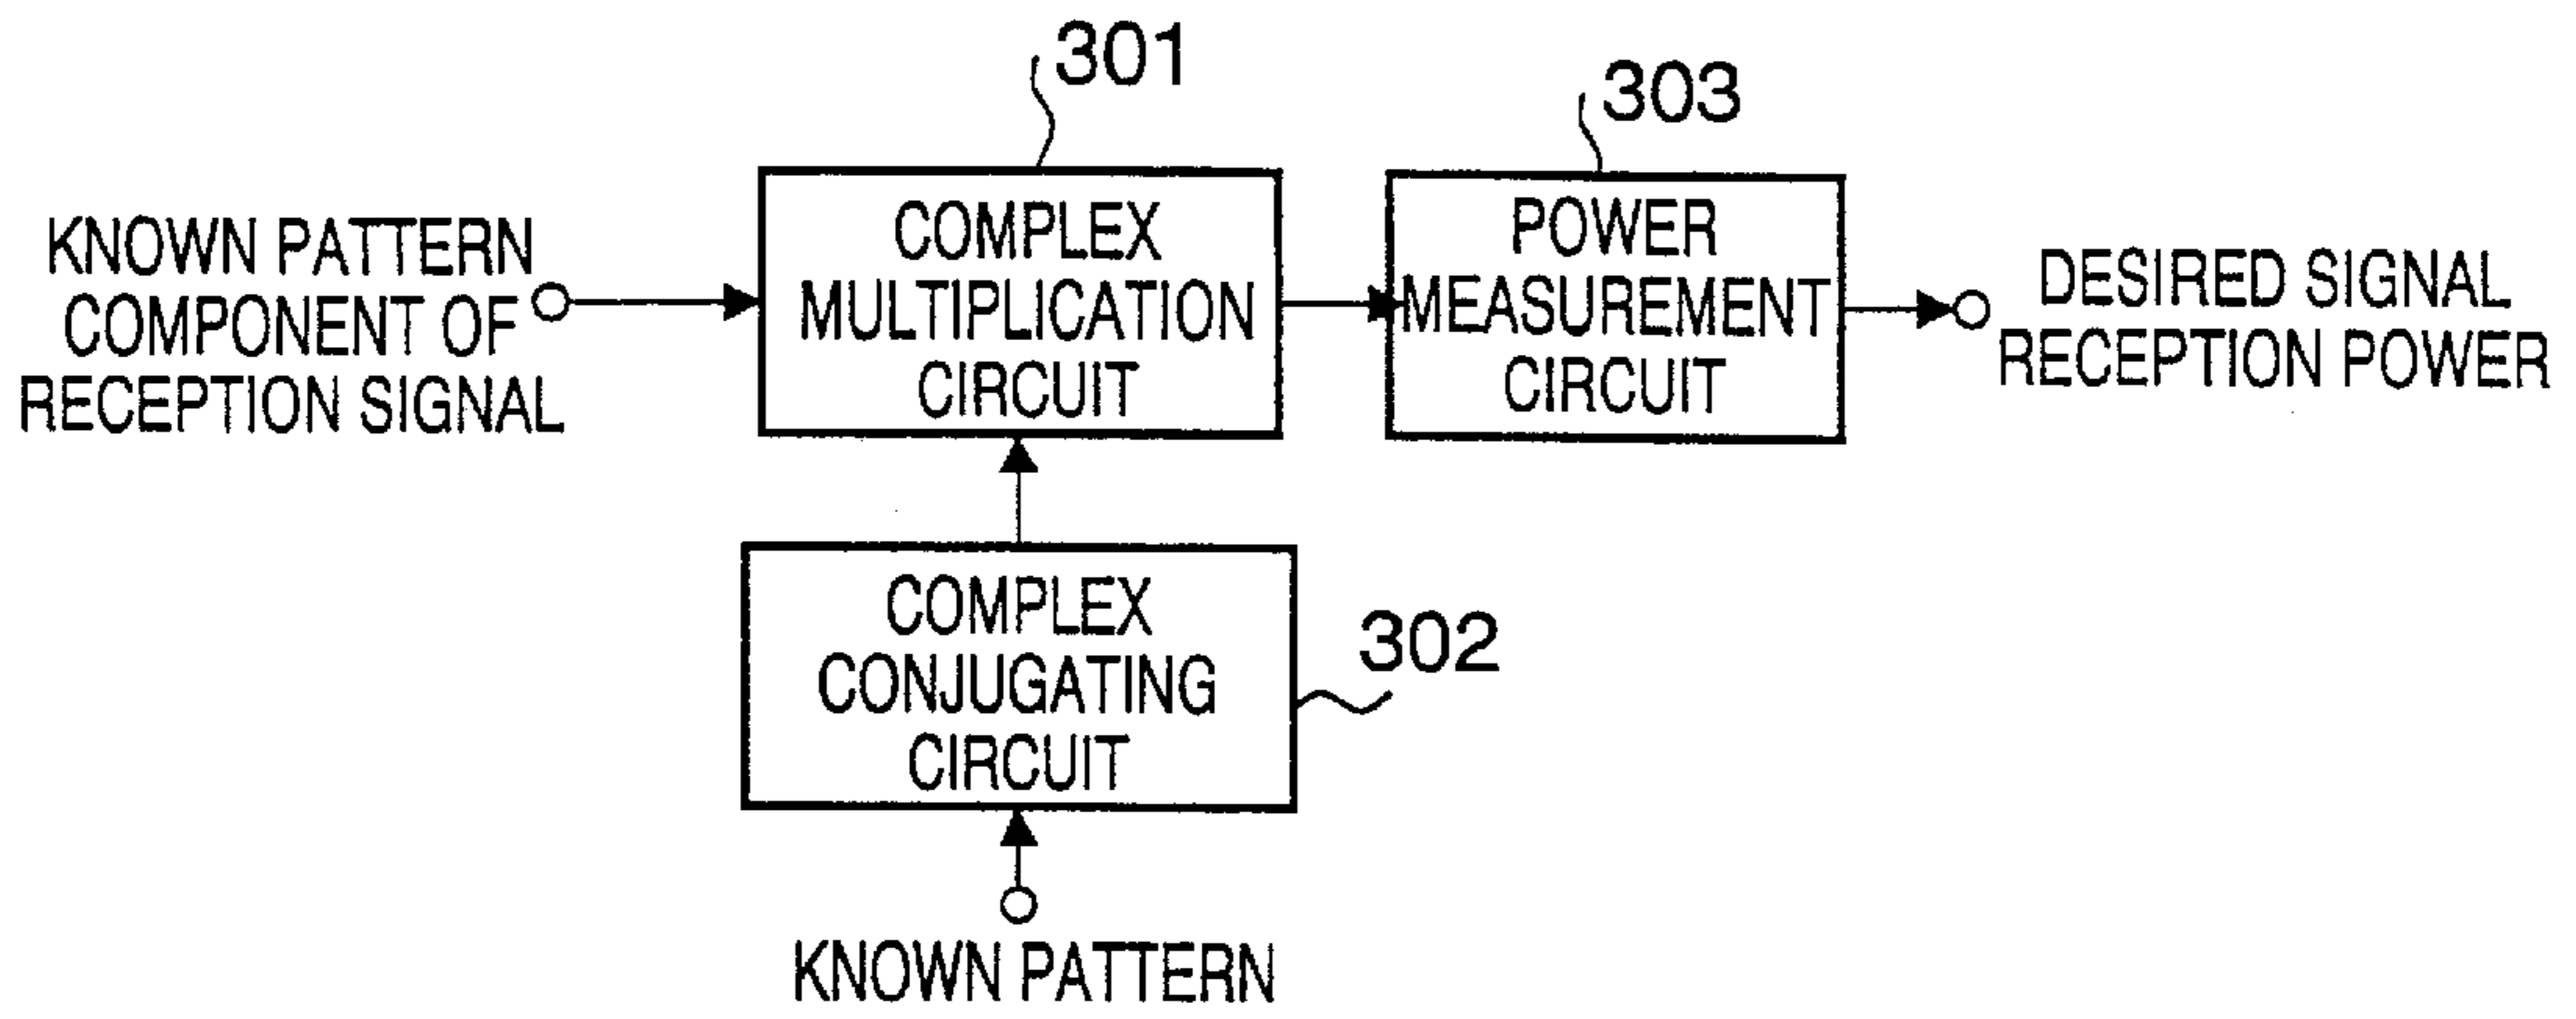 301
303
KNOWN PATTERN
COMPONENT OF
RECEPTION SIGNAL
COMPLEX
MULTIPLICATION
CIRCUIT
POWER
MEASUREMENT
CIRCUIT
DESIRED SIGNAL
RECEPTION POWER
COMPLEX
CONJUGATING
CIRCUIT
302
KNOWN PATTERN